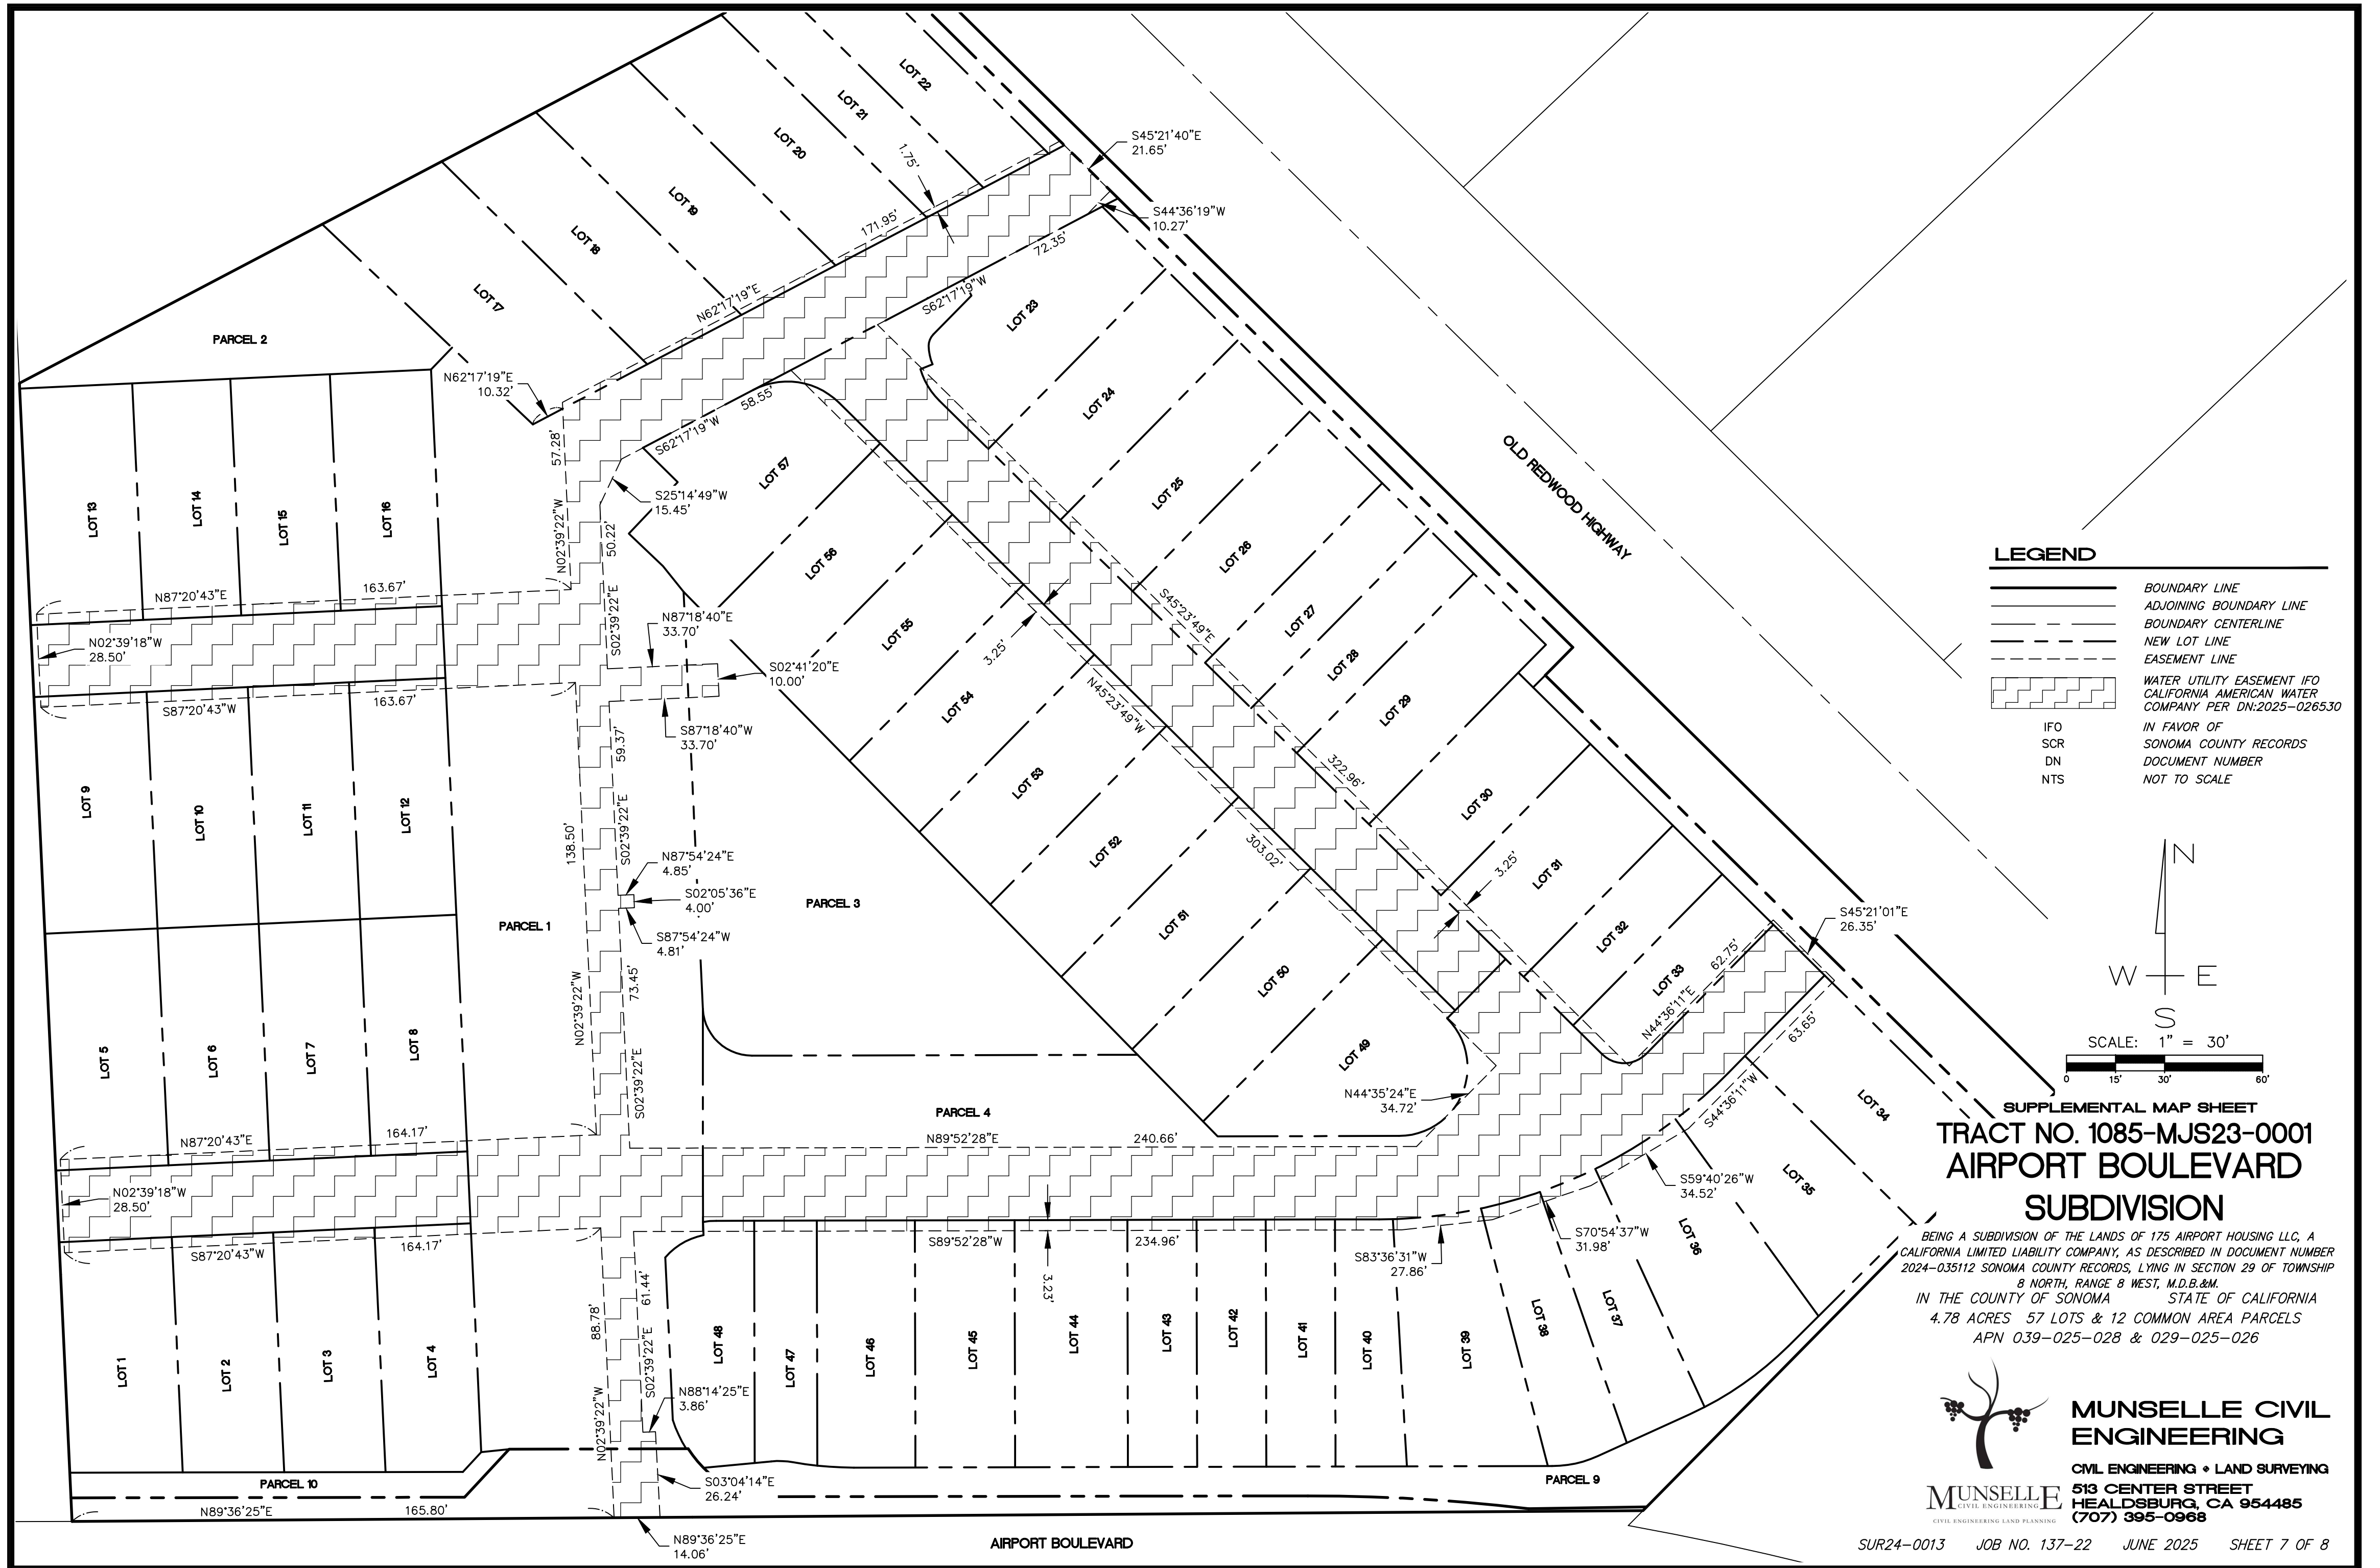 LOT 22
LOT 21
LOT 20
LOT 19
LOT 18
LOT 17
1.75'
S45°21'40"E
21.65'
S44°36'19"W
10.27'
171.95'
N62°17'19"E
72.35'
S62°17'19"W
PARCEL 2
N62°17'19"E
10.32'
58.55'
S62°17'19"W
57.28'
N02°39'22"W
S25°14'49"W
15.45'
50.22'
S02°39'22"E
LOT 13
LOT 14
LOT 15
LOT 16
N87°20'43"E
163.67'
N02°39'18"W
28.50'
S87°20'43"W
163.67'
N87°18'40"E
33.70'
S02°41'20"E
10.00'
S87°18'40"W
33.70'
59.37'
S02°39'22"E
138.50'
N02°39'22"W
N87°54'24"E
4.85'
S02°05'36"E
4.00'
S87°54'24"W
4.81'
73.45'
S02°39'22"E
LOT 9
LOT 10
LOT 11
LOT 12
PARCEL 1
PARCEL 3
LOT 5
LOT 6
LOT 7
LOT 8
N87°20'43"E
164.17'
N02°39'18"W
28.50'
S87°20'43"W
164.17'
LOT 1
LOT 2
LOT 3
LOT 4
88.78'
N02°39'22"W
61.44'
S02°39'22"E
N88°14'25"E
3.86'
S03°04'14"E
26.24'
PARCEL 10
N89°36'25"E
165.80'
N89°36'25"E
14.06'
AIRPORT BOULEVARD
LOT 57
LOT 56
LOT 55
LOT 54
LOT 53
LOT 52
LOT 51
LOT 50
LOT 49
3.25'
N45°23'49"W
303.02'
S45°23'49"E
322.96'
3.25'
LOT 23
LOT 24
LOT 25
LOT 26
LOT 27
LOT 28
LOT 29
LOT 30
LOT 31
LOT 32
LOT 33
OLD REDWOOD HIGHWAY
S45°21'01"E
26.35'
62.75'
N44°36'11"E
63.65'
S44°36'11"W
N44°35'24"E
34.72'
PARCEL 4
N89°52'28"E
240.66'
S89°52'28"W
234.96'
3.23'
S83°36'31"W
27.86'
S70°54'37"W
31.98'
S59°40'26"W
34.52'
LOT 34
LOT 35
LOT 36
LOT 37
LOT 38
LOT 39
LOT 40
LOT 41
LOT 42
LOT 43
LOT 44
LOT 45
LOT 46
LOT 47
LOT 48
PARCEL 9
LEGEND
BOUNDARY LINE
ADJOINING BOUNDARY LINE
BOUNDARY CENTERLINE
NEW LOT LINE
EASEMENT LINE
WATER UTILITY EASEMENT IFO
CALIFORNIA AMERICAN WATER
COMPANY PER DN:2025-026530
IFO IN FAVOR OF
SCR SONOMA COUNTY RECORDS
DN DOCUMENT NUMBER
NTS NOT TO SCALE
N
W E
S
SCALE: 1" = 30'
0 15' 30' 60'
SUPPLEMENTAL MAP SHEET
TRACT NO. 1085-MJS23-0001
AIRPORT BOULEVARD
SUBDIVISION
BEING A SUBDIVISION OF THE LANDS OF 175 AIRPORT HOUSING LLC, A
CALIFORNIA LIMITED LIABILITY COMPANY, AS DESCRIBED IN DOCUMENT NUMBER
2024-035112 SONOMA COUNTY RECORDS, LYING IN SECTION 29 OF TOWNSHIP
8 NORTH, RANGE 8 WEST, M.D.B.&M.
IN THE COUNTY OF SONOMA STATE OF CALIFORNIA
4.78 ACRES 57 LOTS & 12 COMMON AREA PARCELS
APN 039-025-028 & 029-025-026
MUNSELLE CIVIL
ENGINEERING
CIVIL ENGINEERING • LAND SURVEYING
513 CENTER STREET
HEALDSBURG, CA 954485
(707) 395-0968
MUNSELLE
CIVIL ENGINEERING
CIVIL ENGINEERING LAND PLANNING
SUR24-0013 JOB NO. 137-22 JUNE 2025 SHEET 7 OF 8